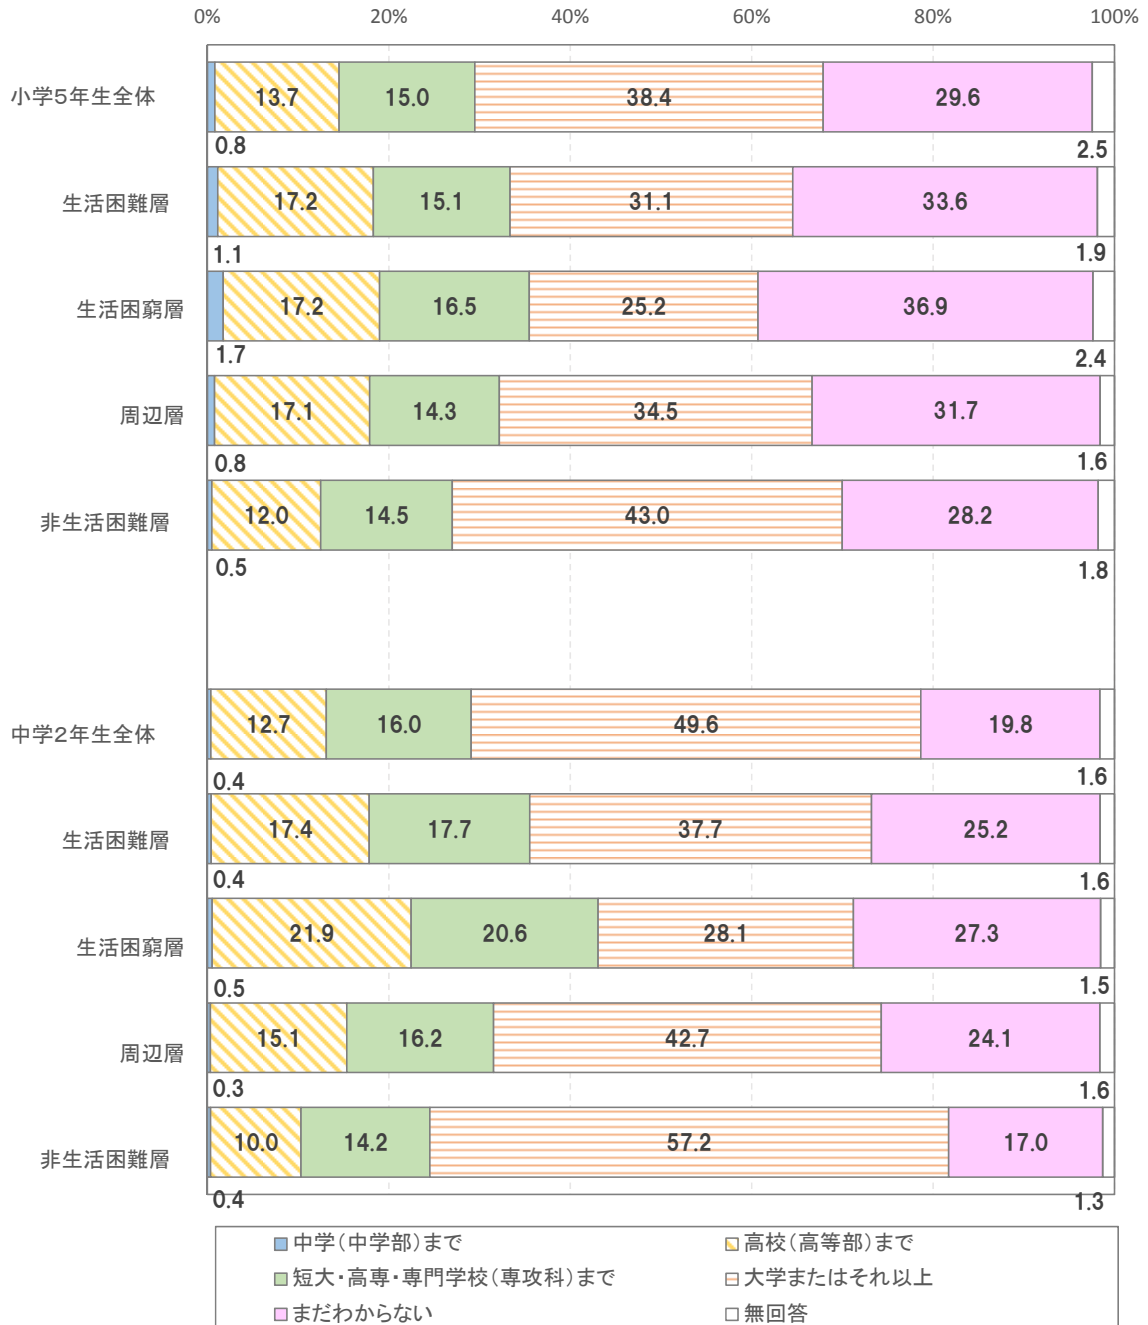 0% 20% 40% 60% 80% 100%
小学5年生全体 13.7 15.0 38.4 29.6
0.8 2.5
生活困難層 17.2 15.1 31.1 33.6
1.1 1.9
生活困窮層 17.2 16.5 25.2 36.9
1.7 2.4
周辺層 17.1 14.3 34.5 31.7
0.8 1.6
非生活困難層 12.0 14.5 43.0 28.2
0.5 1.8
中学2年生全体 12.7 16.0 49.6 19.8
0.4 1.6
生活困難層 17.4 17.7 37.7 25.2
0.4 1.6
生活困窮層 21.9 20.6 28.1 27.3
0.5 1.5
周辺層 15.1 16.2 42.7 24.1
0.3 1.6
非生活困難層 10.0 14.2 57.2 17.0
0.4 1.3
中学(中学部)まで 高校(高等部)まで
短大・高専・専門学校(専攻科)まで 大学またはそれ以上
まだわからない 無回答